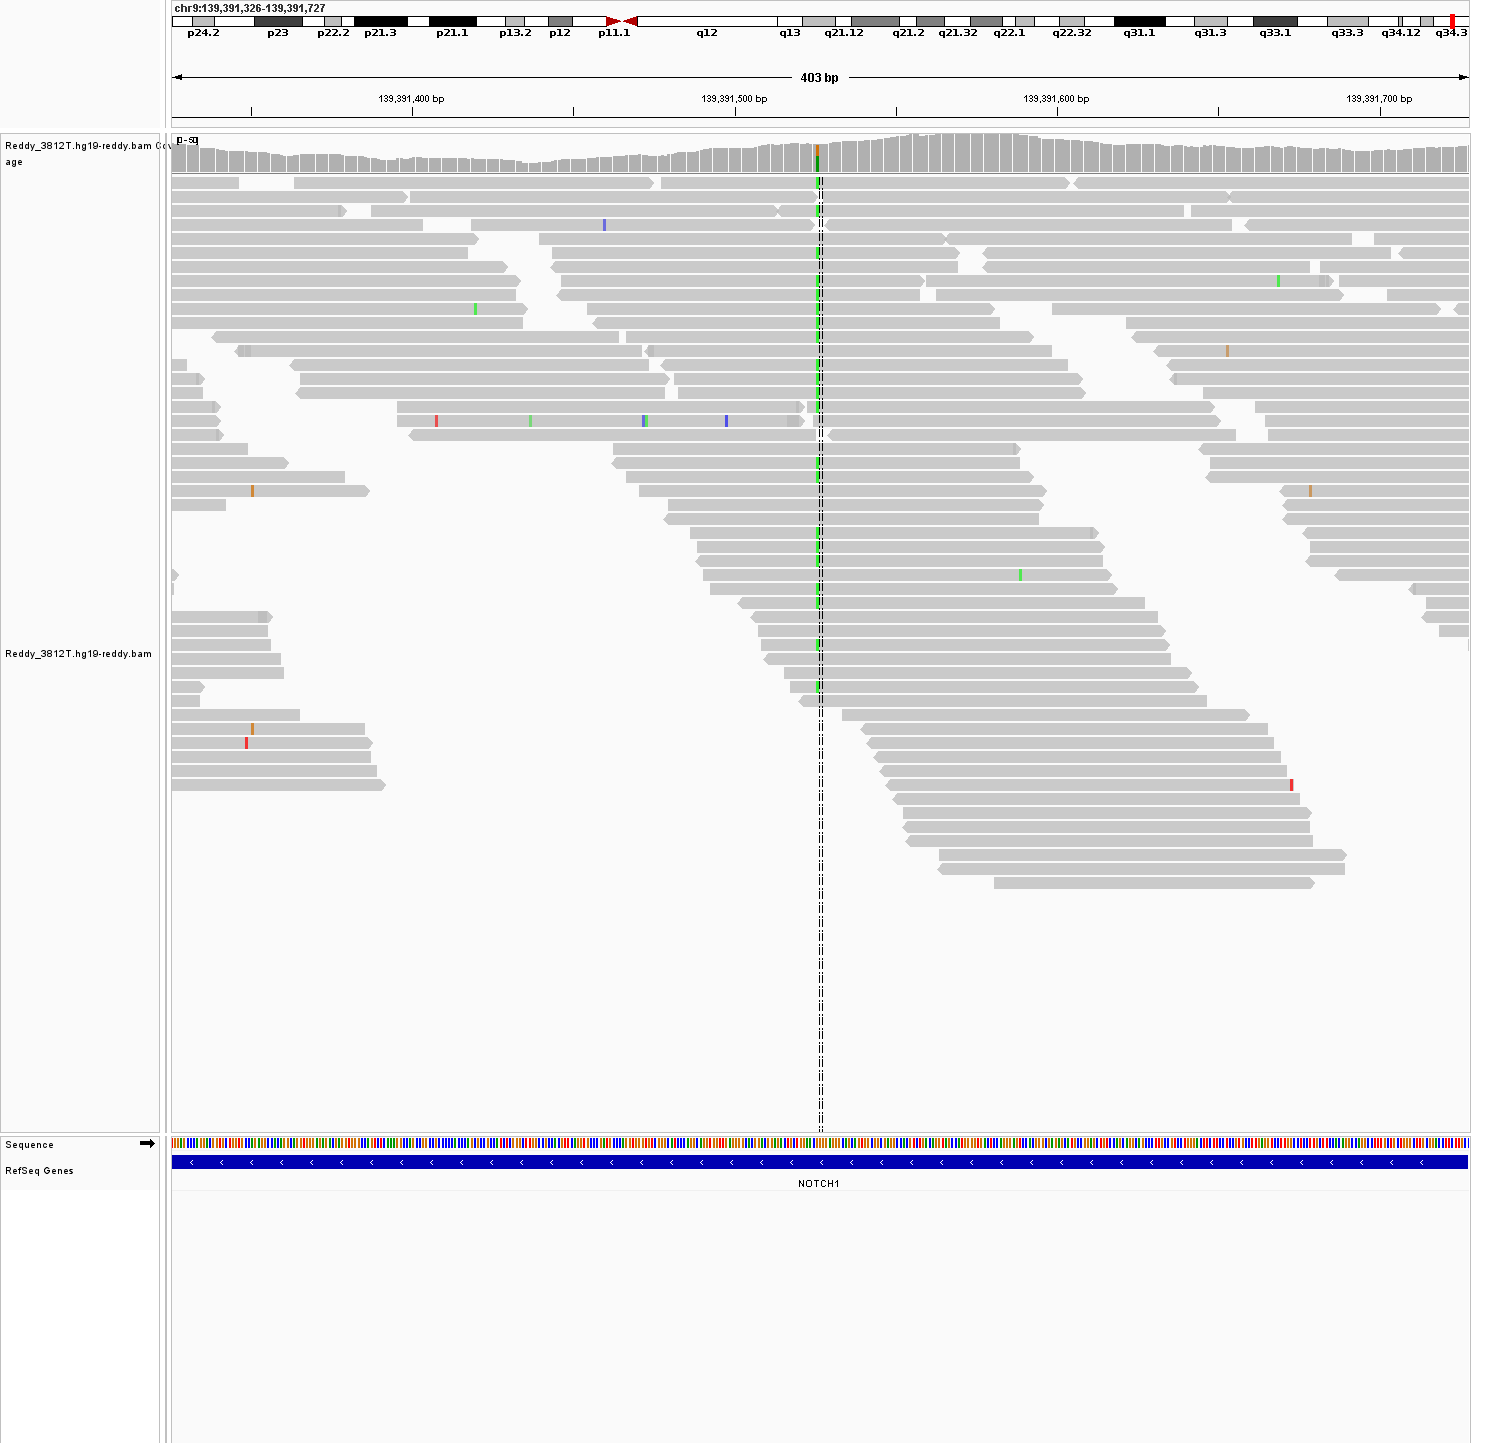 chr9:139,391,326-139,391,727
p24.2 p23 p22.2 p21.3 p21.1 p13.2 p12 p11.1 q12 q13 q21.12 q21.2 q21.32 q22.1 q22.32 q31.1 q31.3 q33.1 q33.3 q34.12 q34.3
403 bp
139,391,400 bp 139,391,500 bp 139,391,600 bp 139,391,700 bp
Reddy_3812T.hg19-reddy.bam
age
Reddy_3812T.hg19-reddy.bam
Sequence
RefSeq Genes
NOTCH1